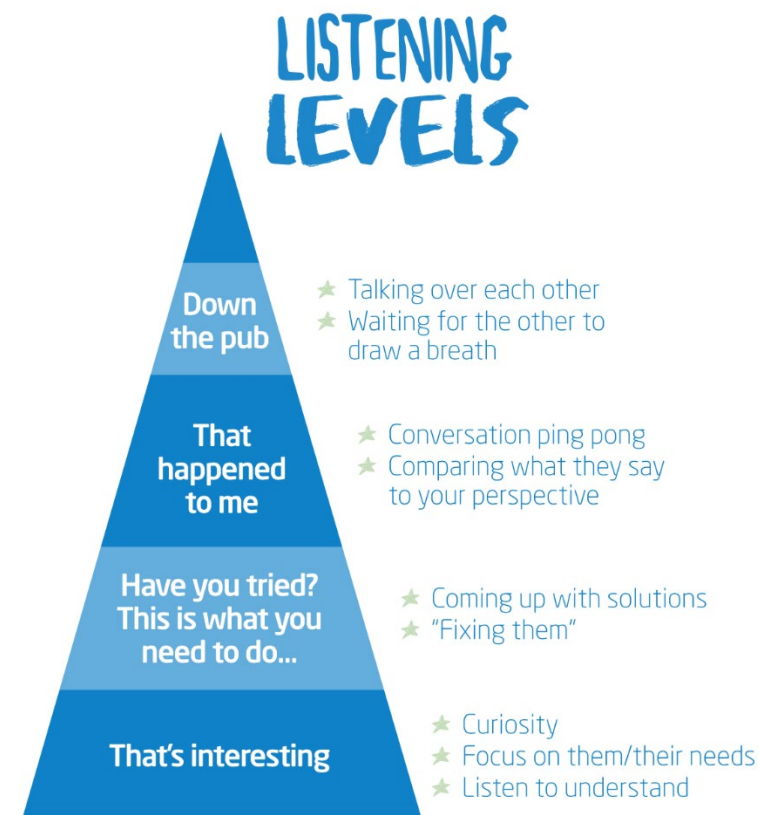 LISTENING
LEVELS
Down
the pub
★ Talking over each other
★ Waiting for the other to
draw a breath
That
happened
to me
★ Conversation ping pong
★ Comparing what they say
to your perspective
Have you tried?
This is what you
need to do...
★ Coming up with solutions
★ "Fixing them"
That's interesting
★ Curiosity
★ Focus on them/their needs
★ Listen to understand